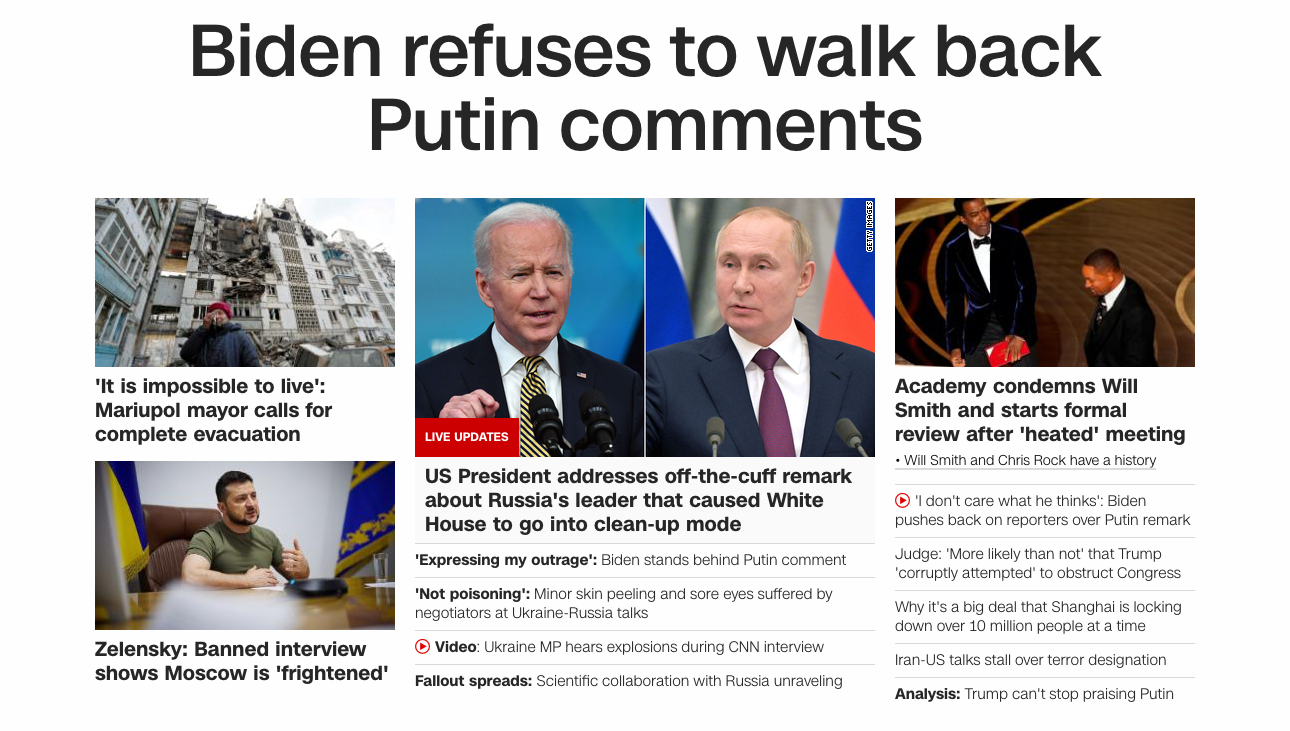 Biden refuses to walk back
Putin comments
'It is impossible to live':
Mariupol mayor calls for
complete evacuation
Zelensky: Banned interview
shows Moscow is 'frightened'
GETTY IMAGES
LIVE UPDATES
US President addresses off-the-cuff remark
about Russia's leader that caused White
House to go into clean-up mode
'Expressing my outrage': Biden stands behind Putin comment
'Not poisoning': Minor skin peeling and sore eyes suffered by
negotiators at Ukraine-Russia talks
Video: Ukraine MP hears explosions during CNN interview
Fallout spreads: Scientific collaboration with Russia unraveling
Academy condemns Will
Smith and starts formal
review after 'heated' meeting
• Will Smith and Chris Rock have a history
'I don't care what he thinks': Biden
pushes back on reporters over Putin remark
Judge: 'More likely than not' that Trump
'corruptly attempted' to obstruct Congress
Why it's a big deal that Shanghai is locking
down over 10 million people at a time
Iran-US talks stall over terror designation
Analysis: Trump can't stop praising Putin